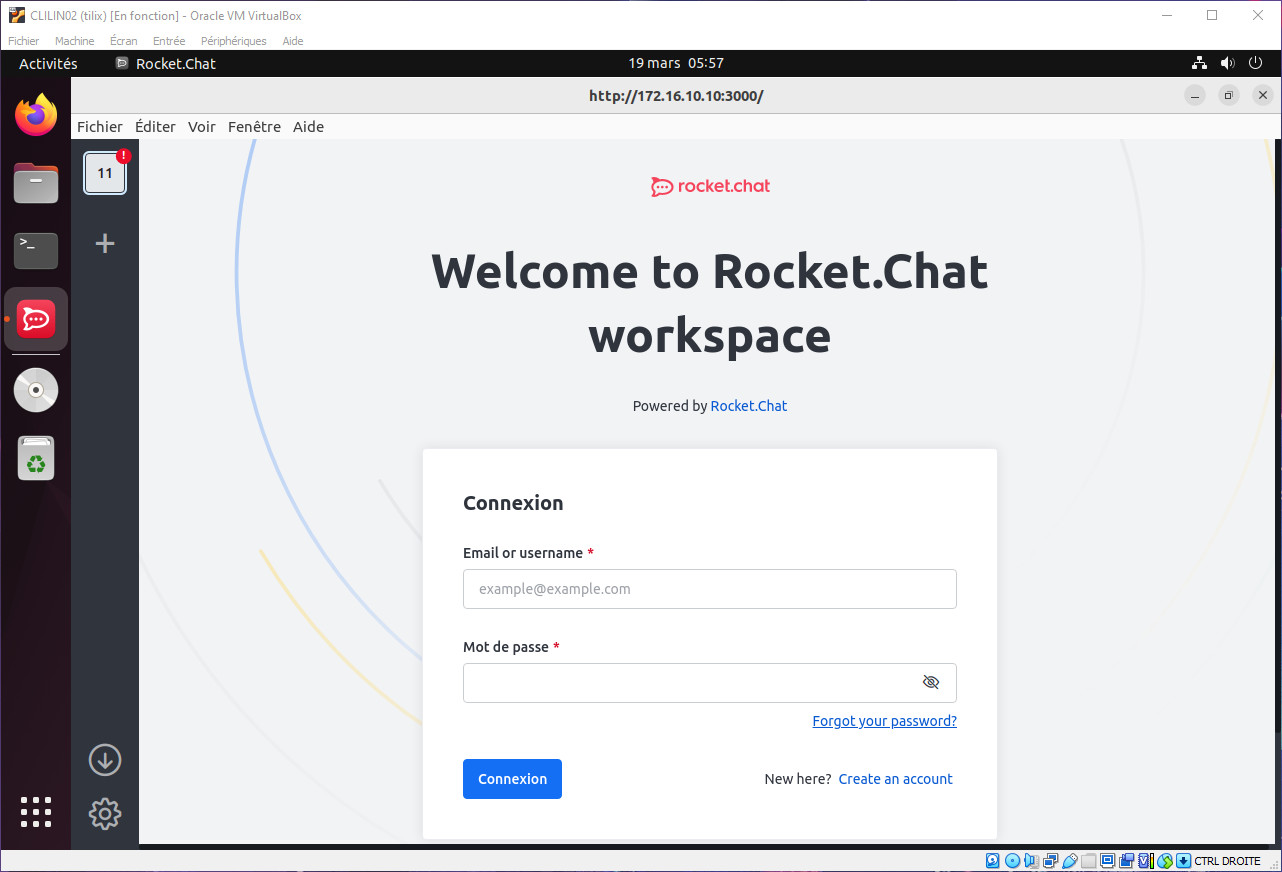 CLILIN02 (tilix) [En fonction] - Oracle VM VirtualBox
Fichier Machine Écran Entrée Périphériques Aide
Activités Rocket.Chat 19 mars 05:57
http://172.16.10.10:3000/
Fichier Éditer Voir Fenêtre Aide
11 !
rocket.chat
Welcome to Rocket.Chat
workspace
Powered by Rocket.Chat
Connexion
Email or username *
example@example.com
Mot de passe *
Forgot your password?
Connexion New here? Create an account
CTRL DROITE